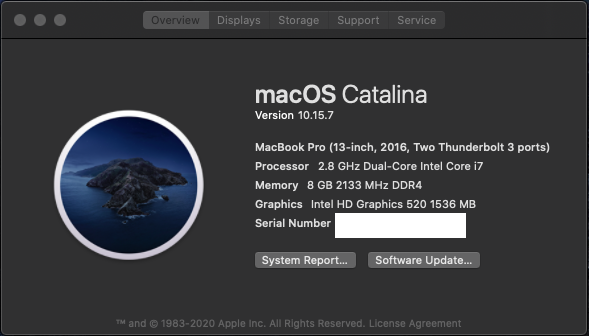 Overview Displays Storage Support Service
macOS Catalina
Version 10.15.7
MacBook Pro (13-inch, 2016, Two Thunderbolt 3 ports)
Processor 2.8 GHz Dual-Core Intel Core i7
Memory 8 GB 2133 MHz DDR4
Graphics Intel HD Graphics 520 1536 MB
Serial Number
System Report... Software Update...
™ and © 1983-2020 Apple Inc. All Rights Reserved. License Agreement